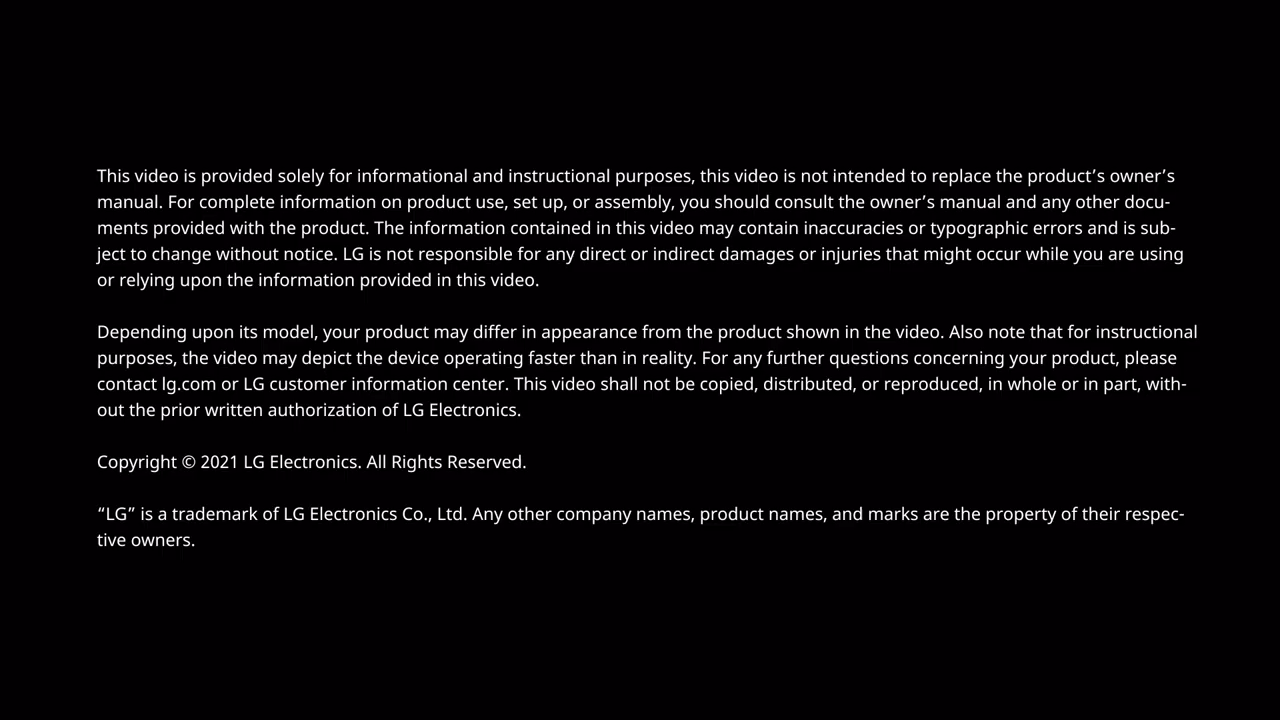 This video is provided solely for informational and instructional purposes, this video is not intended to replace the product’s owner’s
manual. For complete information on product use, set up, or assembly, you should consult the owner’s manual and any other docu-
ments provided with the product. The information contained in this video may contain inaccuracies or typographic errors and is sub-
ject to change without notice. LG is not responsible for any direct or indirect damages or injuries that might occur while you are using
or relying upon the information provided in this video.
Depending upon its model, your product may differ in appearance from the product shown in the video. Also note that for instructional
purposes, the video may depict the device operating faster than in reality. For any further questions concerning your product, please
contact lg.com or LG customer information center. This video shall not be copied, distributed, or reproduced, in whole or in part, with-
out the prior written authorization of LG Electronics.
Copyright © 2021 LG Electronics. All Rights Reserved.
“LG” is a trademark of LG Electronics Co., Ltd. Any other company names, product names, and marks are the property of their respec-
tive owners.